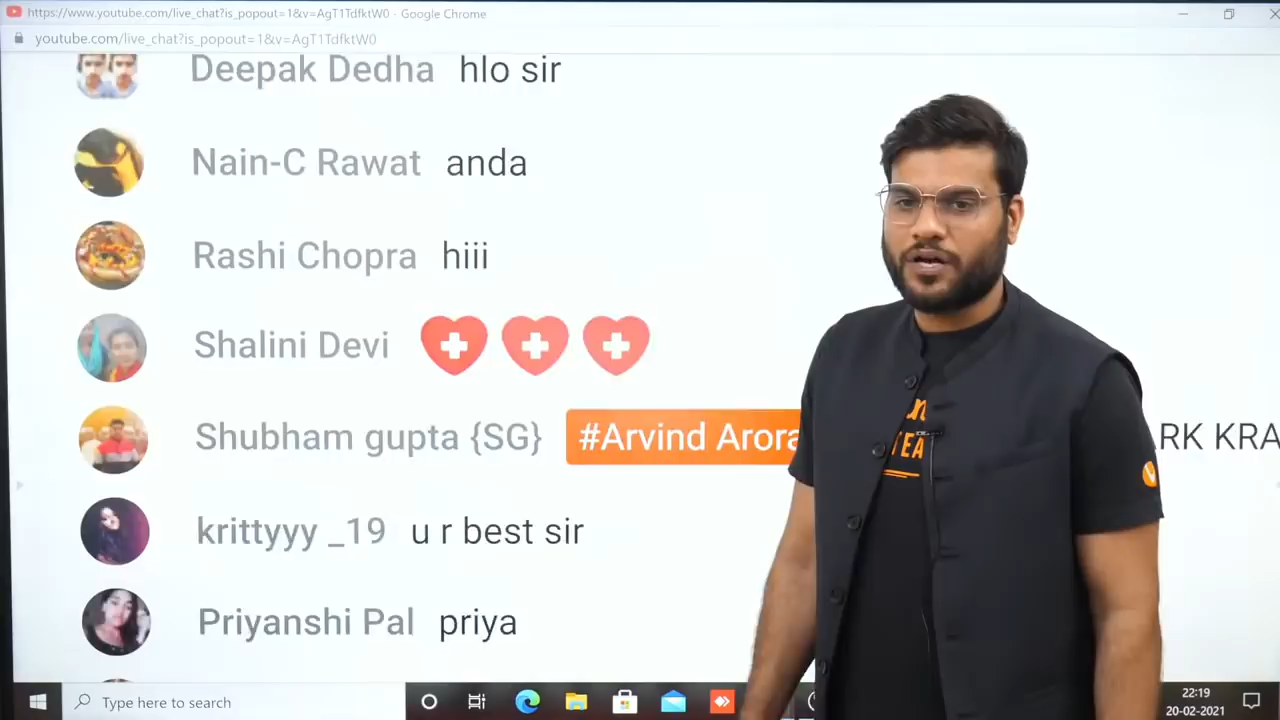 https://www.youtube.com/live_chat?is_popout=1&v=AgT1TdfktW0 - Google Chrome
youtube.com/live_chat?is_popout=1&v=AgT1TdfktW0
Deepak Dedha hlo sir
Nain-C Rawat anda
Rashi Chopra hiii
Shalini Devi
Shubham gupta {SG} #Arvind Arora RK KRA
krittyyy _19 u r best sir
Priyanshi Pal priya
TEA
Type here to search
22:19
20-02-2021